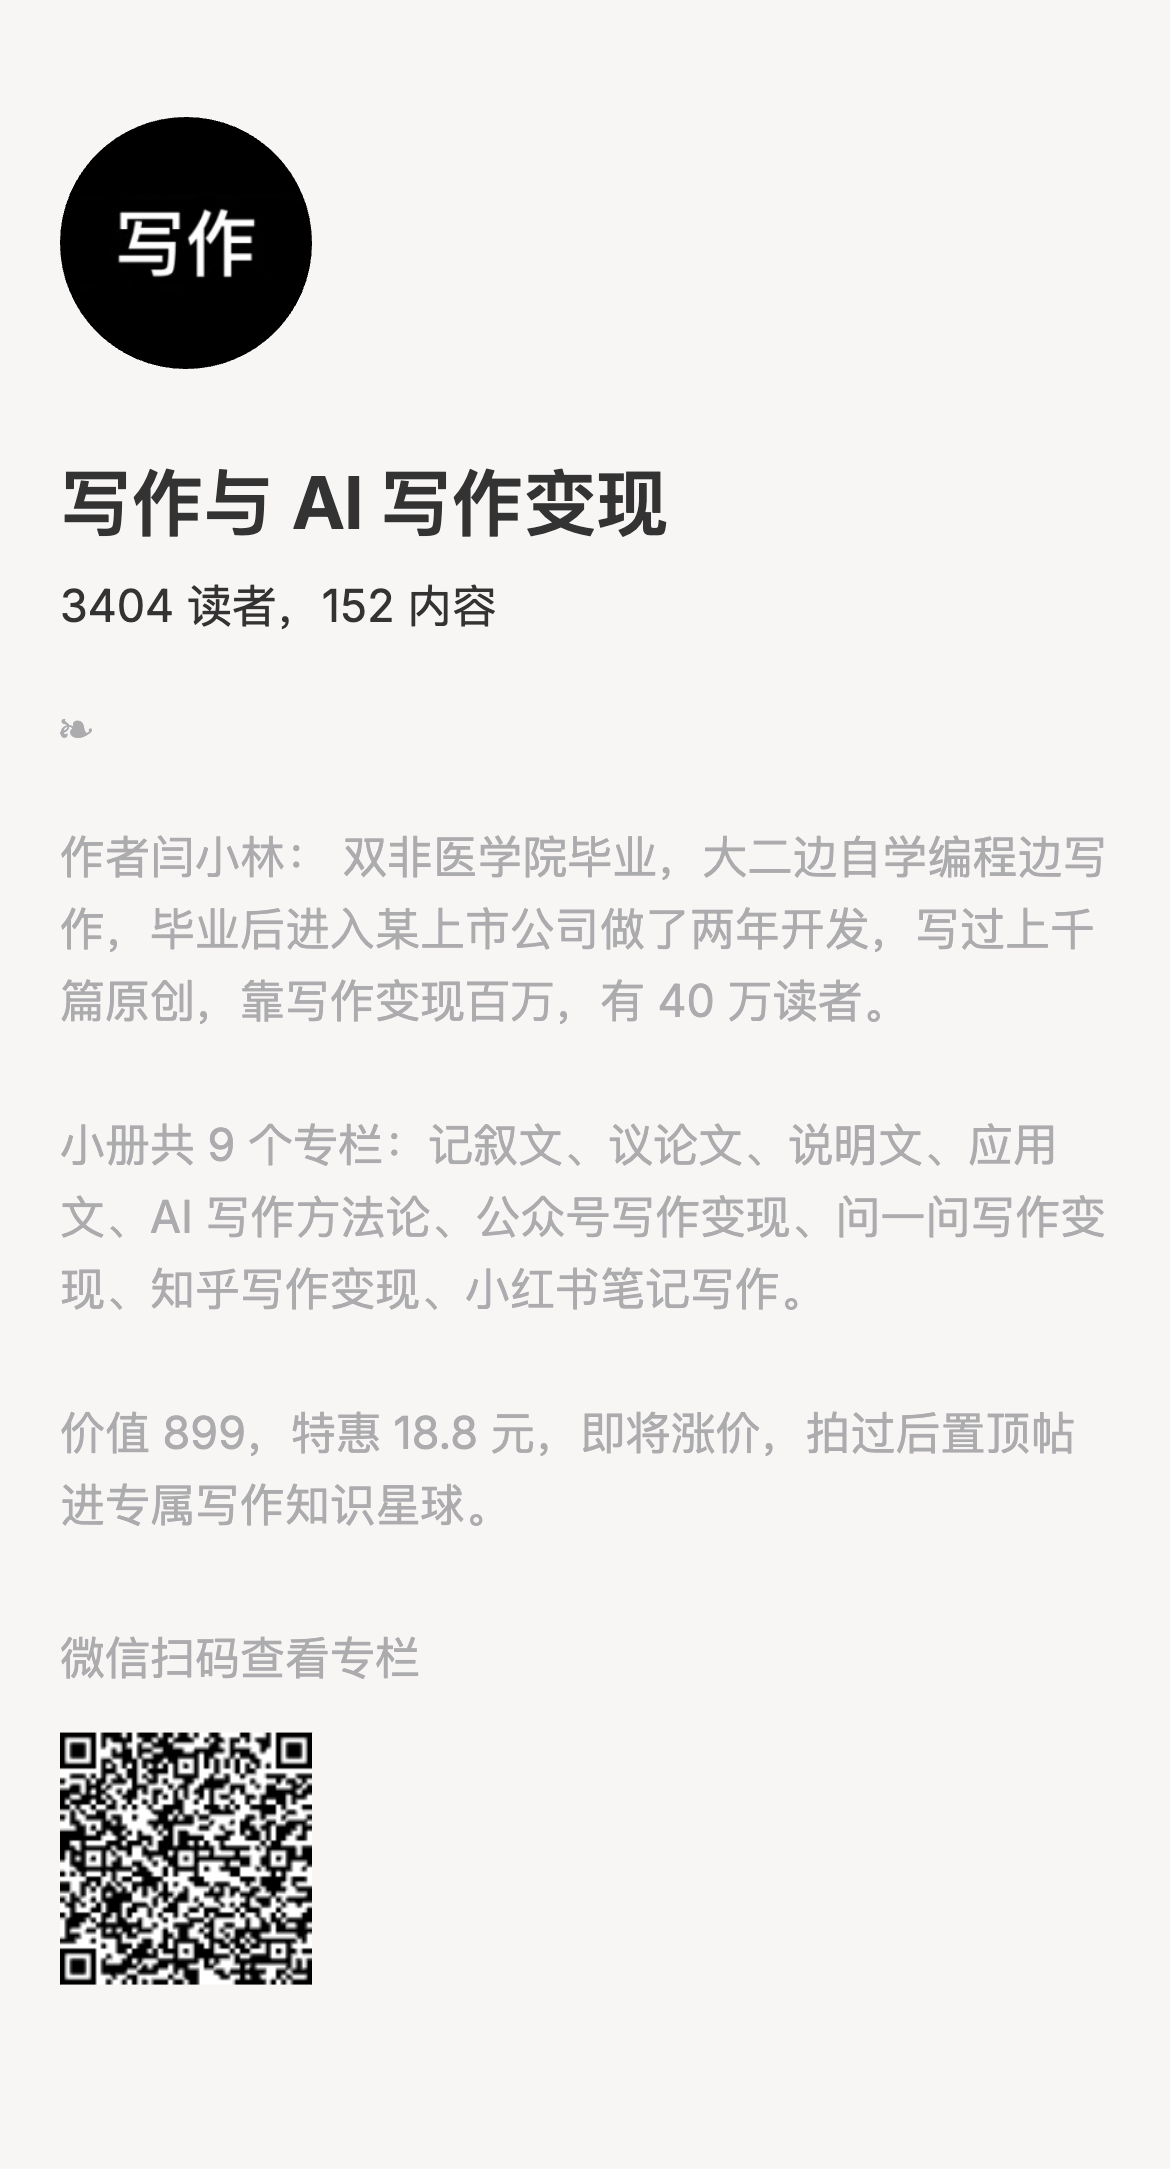 写作
写作与 AI 写作变现
3404 读者，152 内容
❧
作者闫小林： 双非医学院毕业，大二边自学编程边写
作，毕业后进入某上市公司做了两年开发，写过上千
篇原创，靠写作变现百万，有 40 万读者。
小册共 9 个专栏：记叙文、议论文、说明文、应用
文、AI 写作方法论、公众号写作变现、问一问写作变
现、知乎写作变现、小红书笔记写作。
价值 899，特惠 18.8 元，即将涨价，拍过后置顶帖
进专属写作知识星球。
微信扫码查看专栏